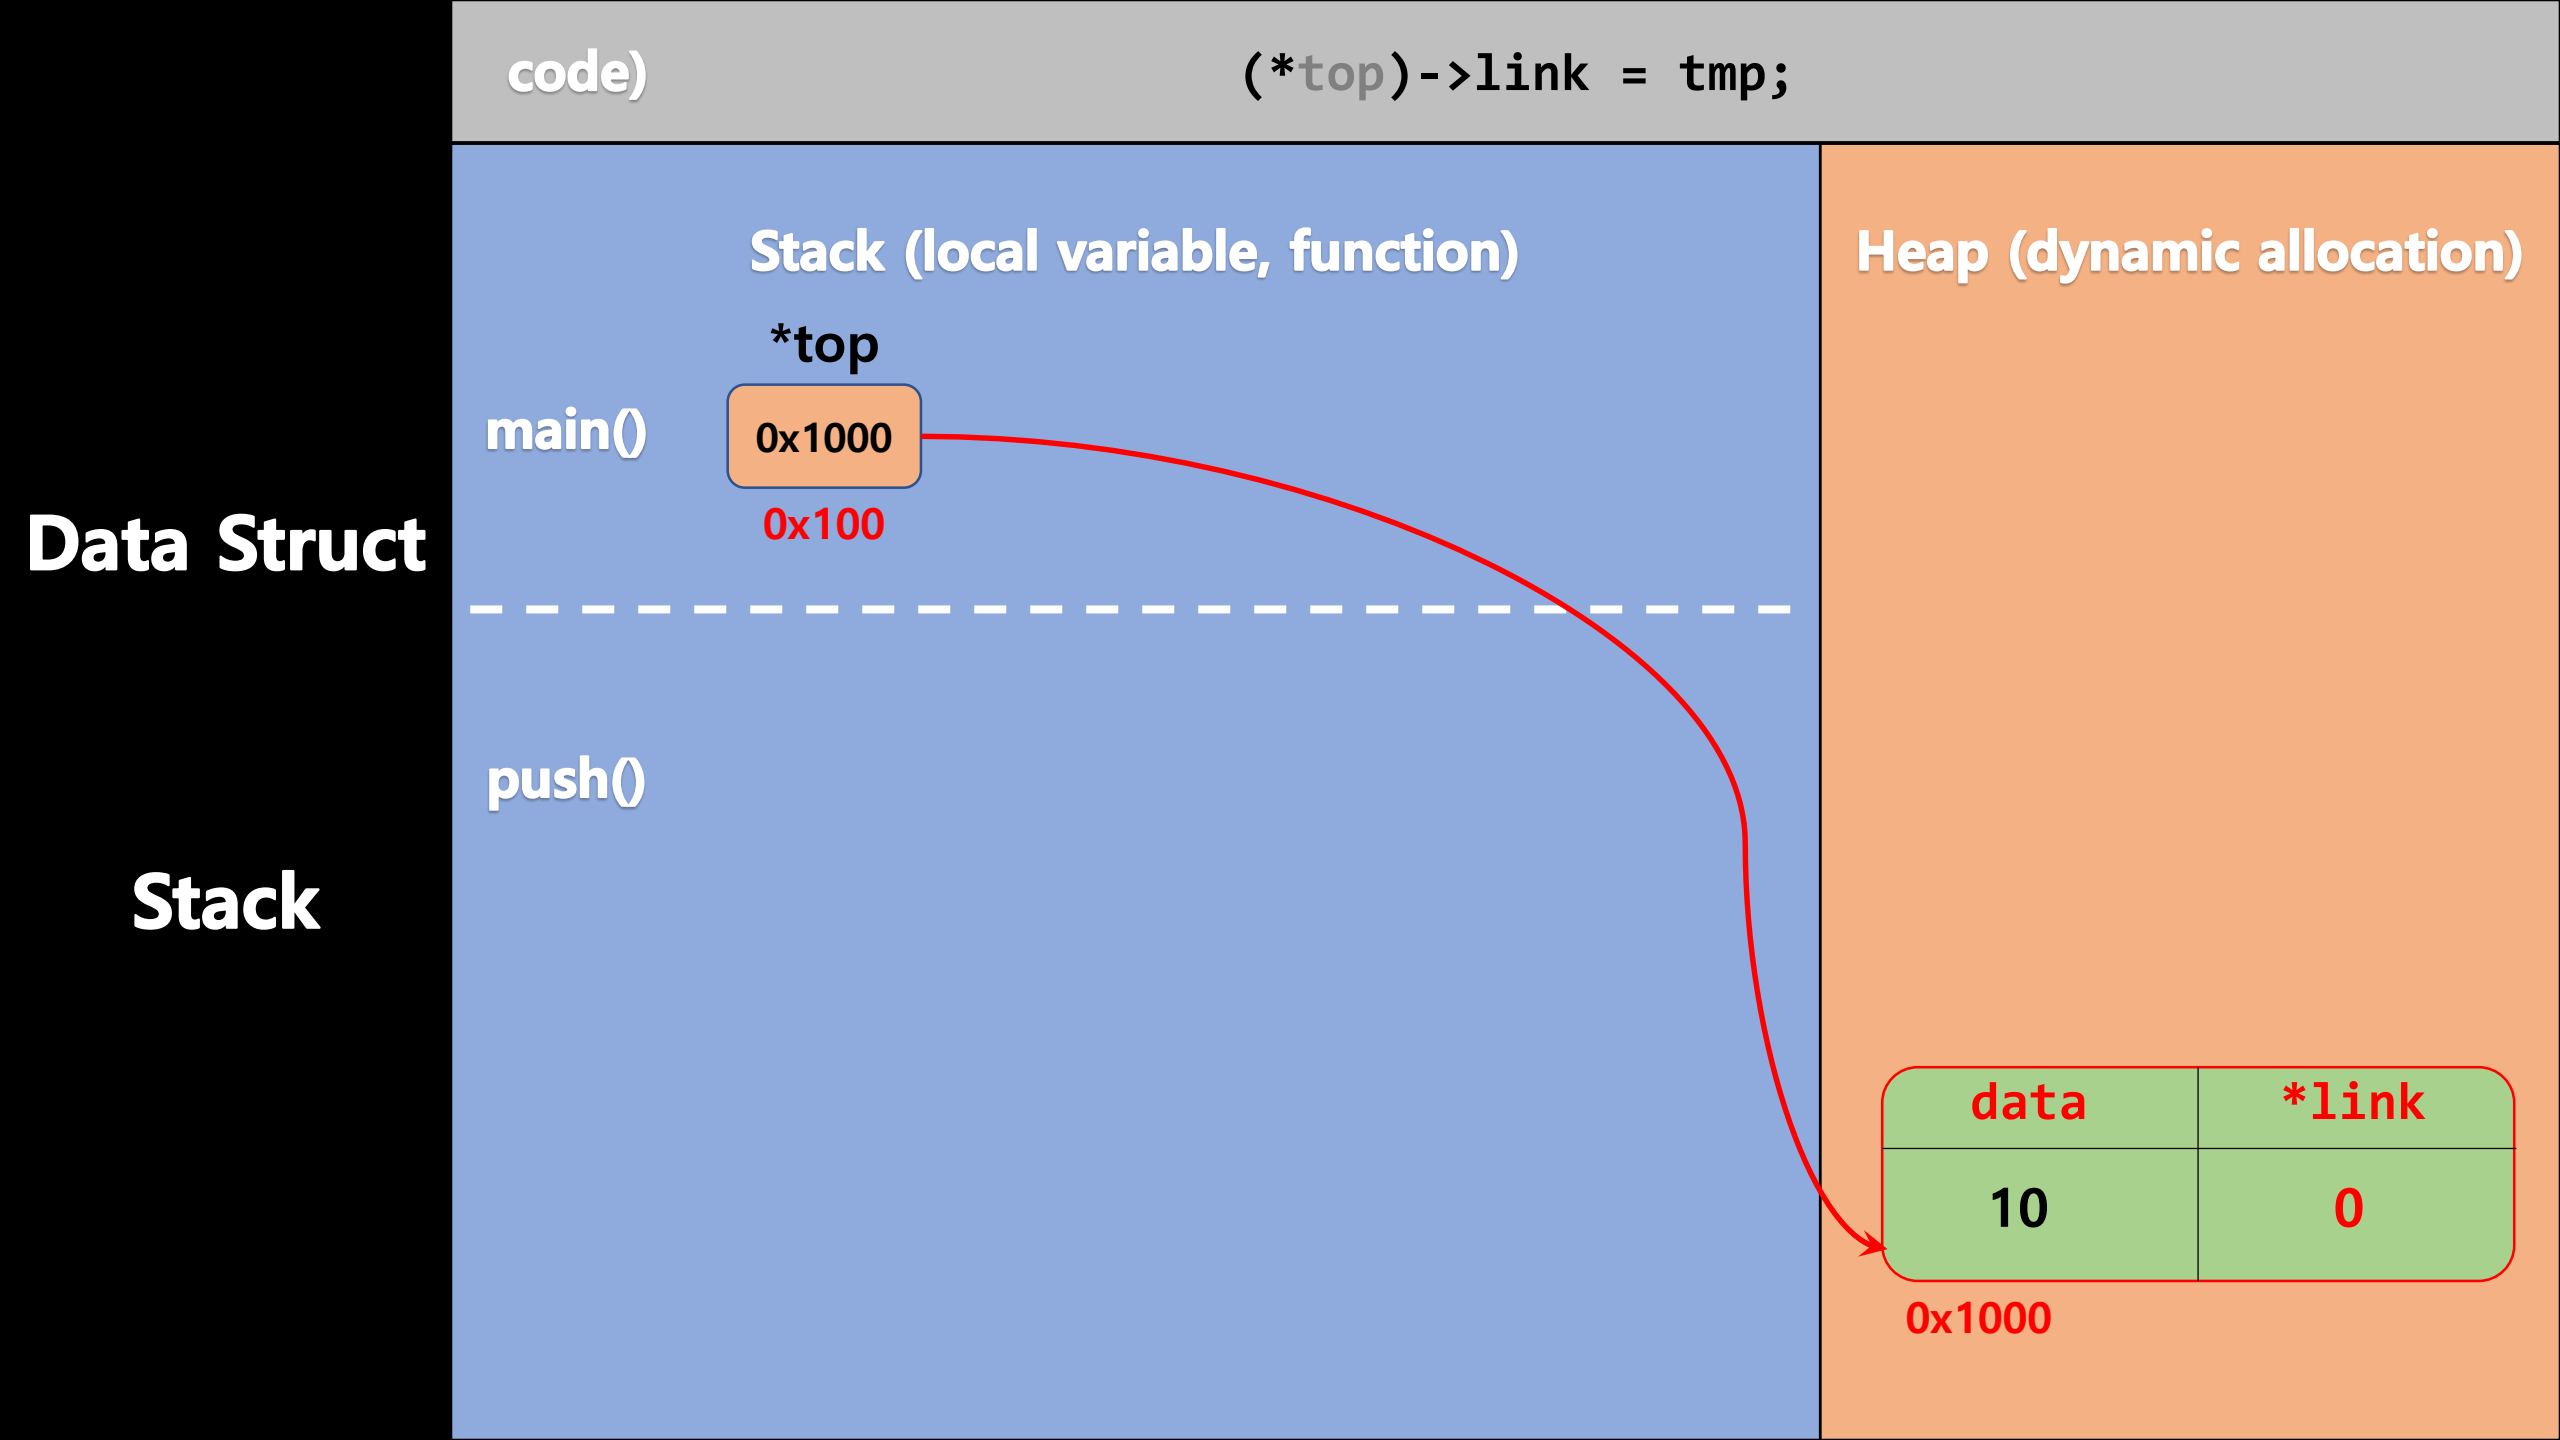 code)
(*top)->link = tmp;
Data Struct
Stack
Stack (local variable, function)
Heap (dynamic allocation)
*top
main()
0x1000
0x100
push()
data
*link
10
0
0x1000